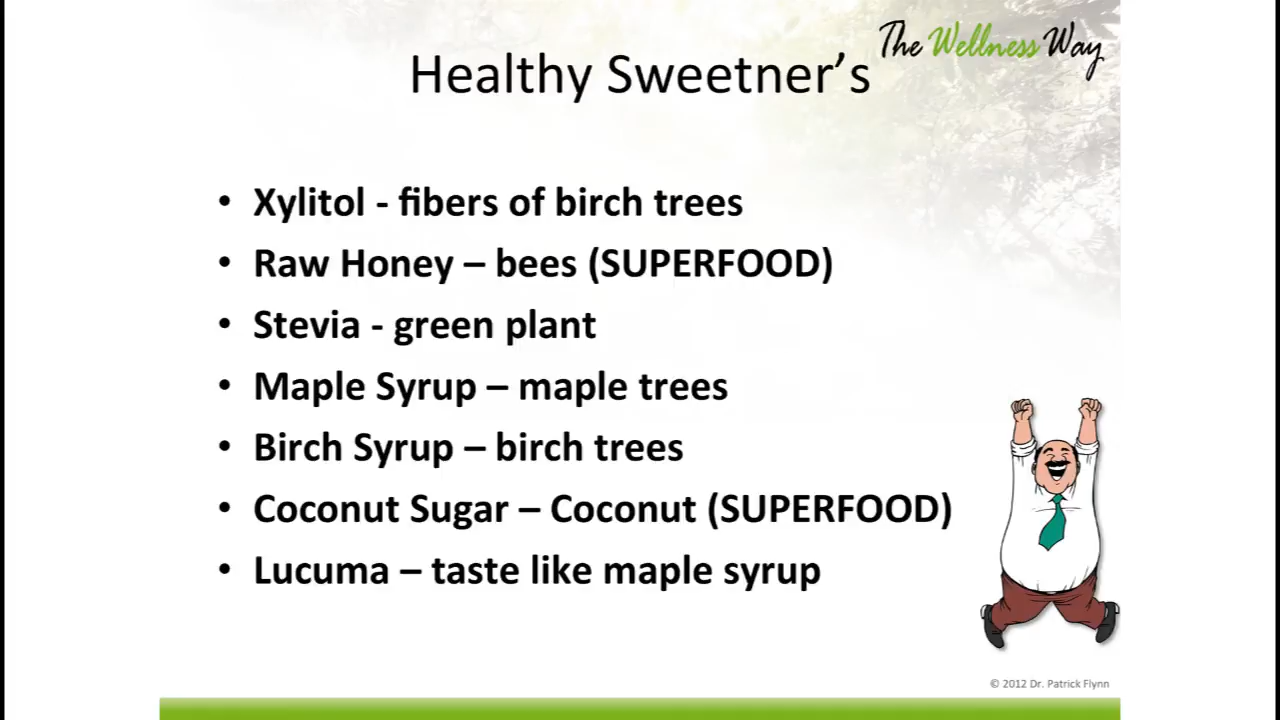 The Wellness Way
Healthy Sweetner's
• Xylitol - fibers of birch trees
• Raw Honey – bees (SUPERFOOD)
• Stevia - green plant
• Maple Syrup – maple trees
• Birch Syrup – birch trees
• Coconut Sugar – Coconut (SUPERFOOD)
• Lucuma – taste like maple syrup
© 2012 Dr. Patrick Flynn